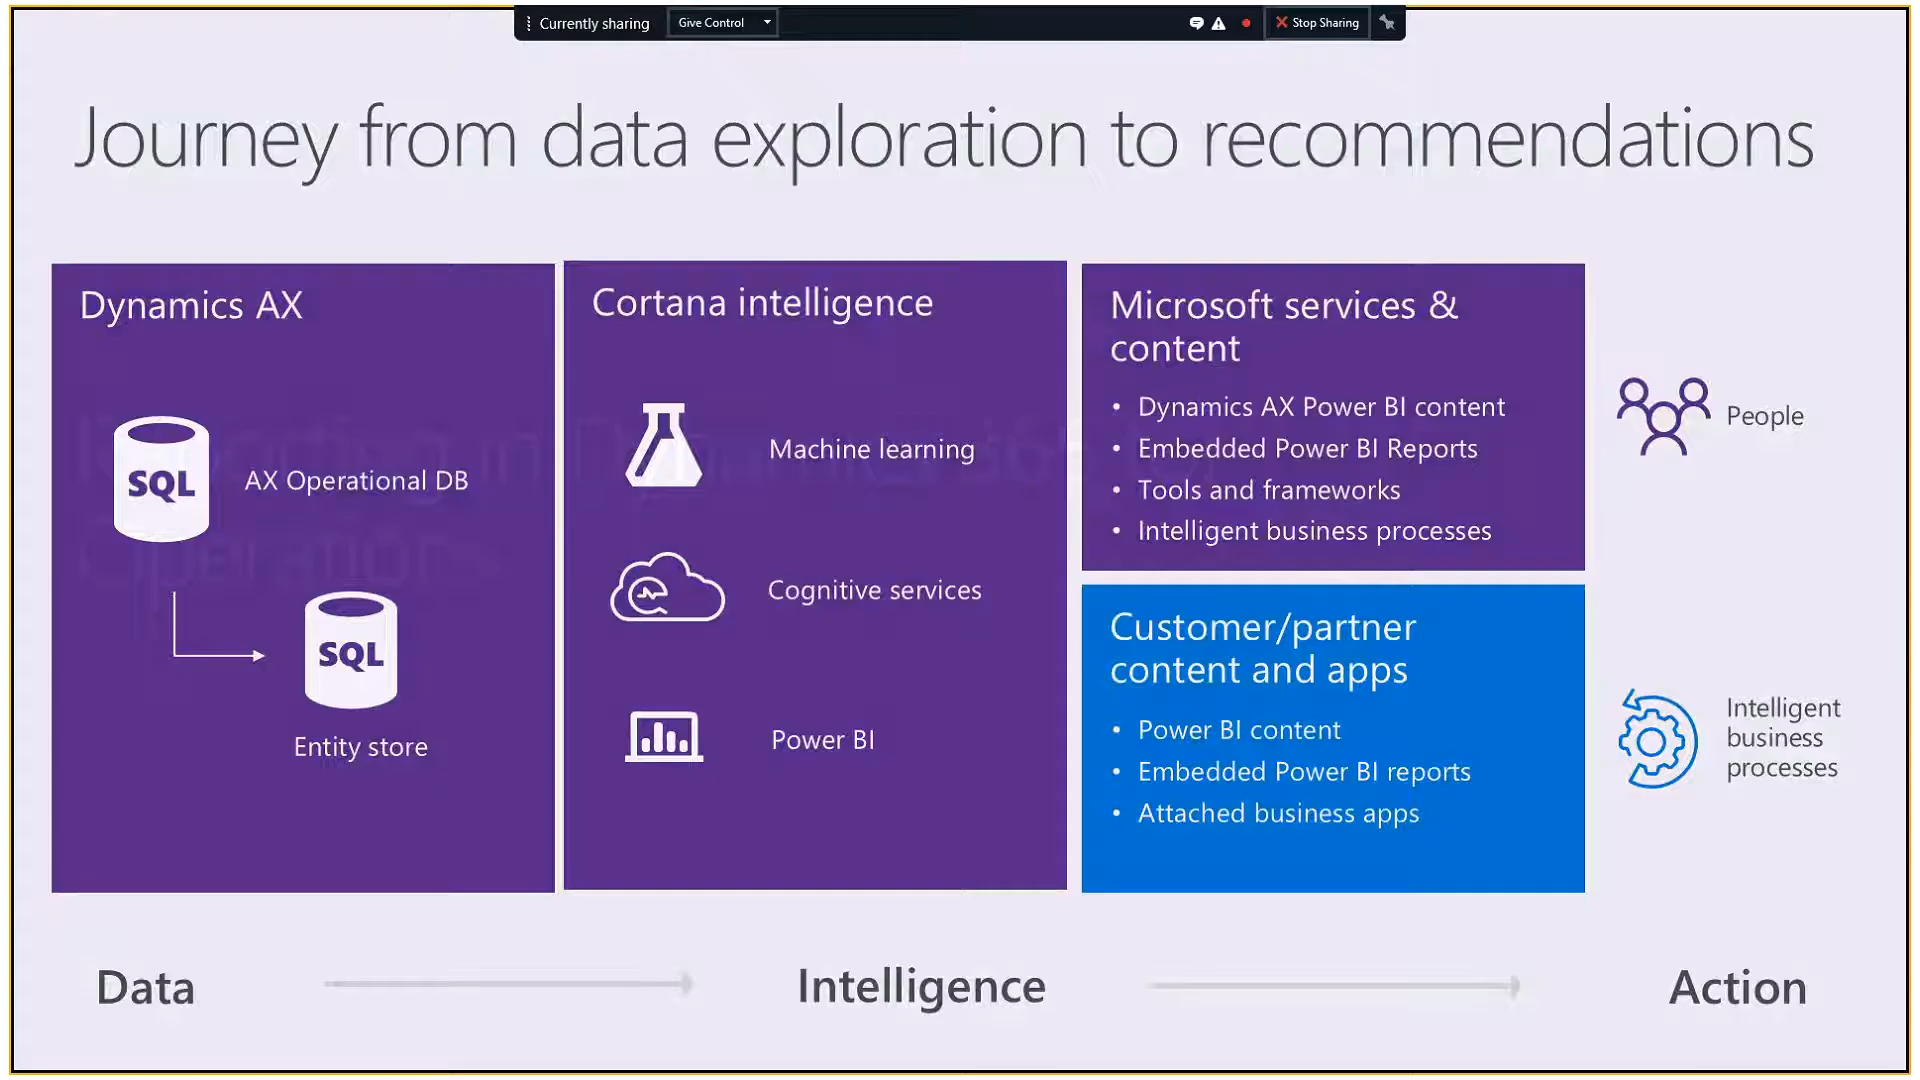 Currently sharing
Give Control
Stop Sharing
Journey from data exploration to recommendations
Dynamics AX
SQL
AX Operational DB
SQL
Entity store
Cortana intelligence
Machine learning
Cognitive services
Power BI
Microsoft services &
content
• Dynamics AX Power BI content
• Embedded Power BI Reports
• Tools and frameworks
• Intelligent business processes
Customer/partner
content and apps
• Power BI content
• Embedded Power BI reports
• Attached business apps
People
Intelligent
business
processes
Data
Intelligence
Action